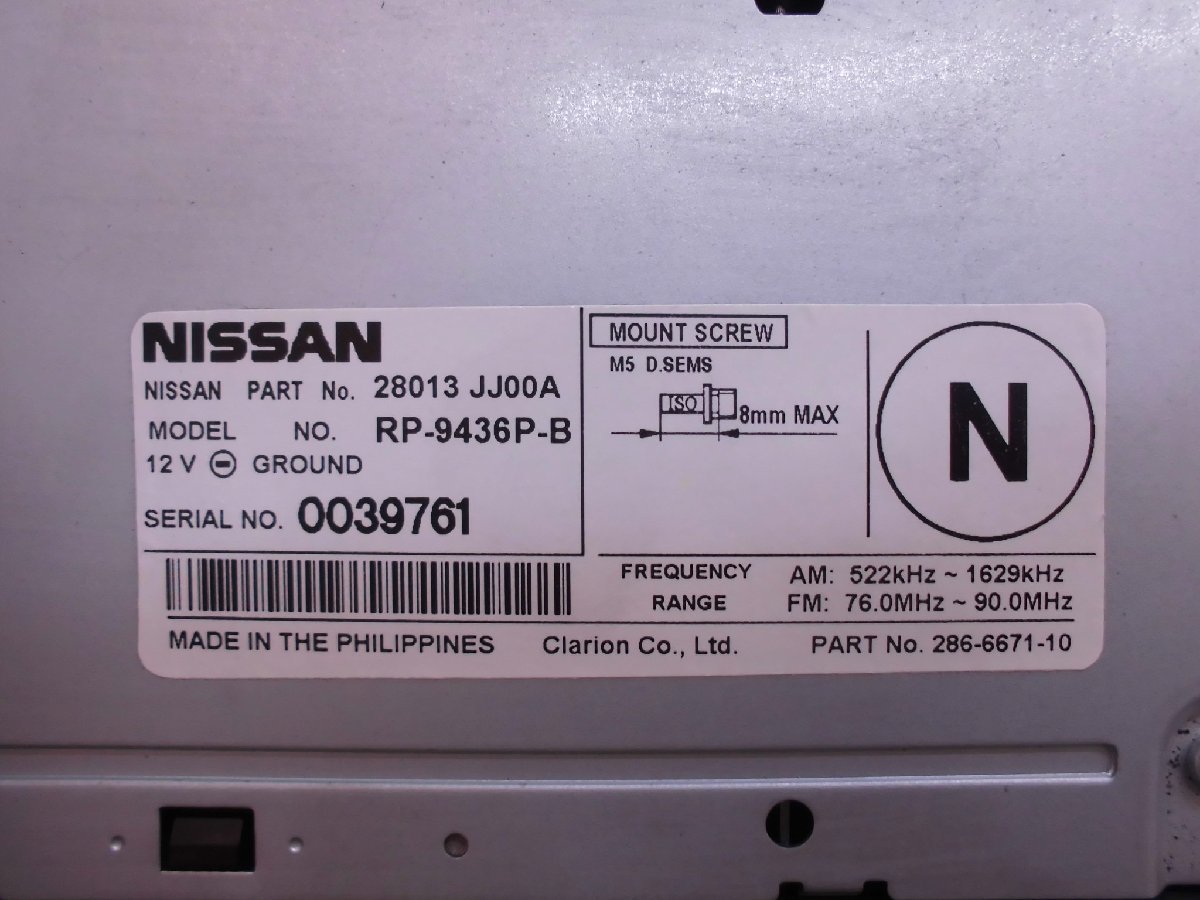 NISSAN
NISSAN PART No. 28013 JJ00A
MODEL NO. RP-9436P-B
12 V ⊖ GROUND
SERIAL NO. 0039761
MOUNT SCREW
M5 D.SEMS
ISO
8mm MAX
N
FREQUENCY RANGE
AM: 522kHz ~ 1629kHz
FM: 76.0MHz ~ 90.0MHz
MADE IN THE PHILIPPINES Clarion Co., Ltd. PART No. 286-6671-10